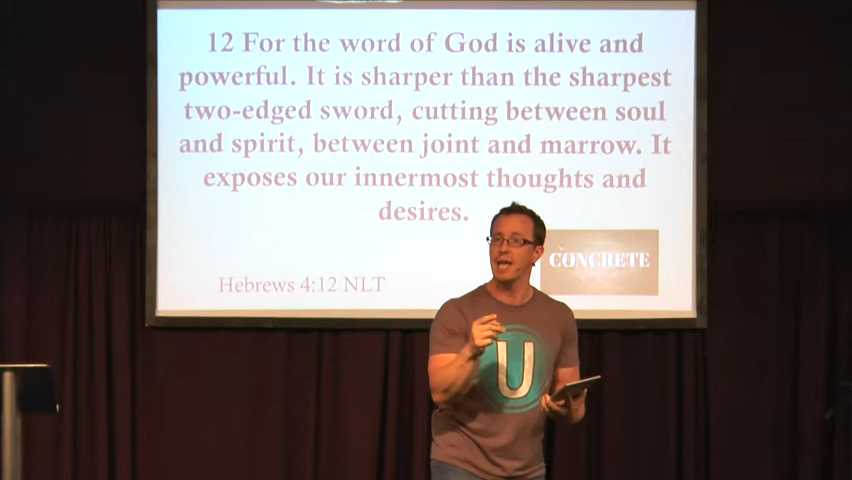 12 For the word of God is alive and
powerful. It is sharper than the sharpest
two-edged sword, cutting between soul
and spirit, between joint and marrow. It
exposes our innermost thoughts and
desires.
CONCRETE
Hebrews 4:12 NLT
U